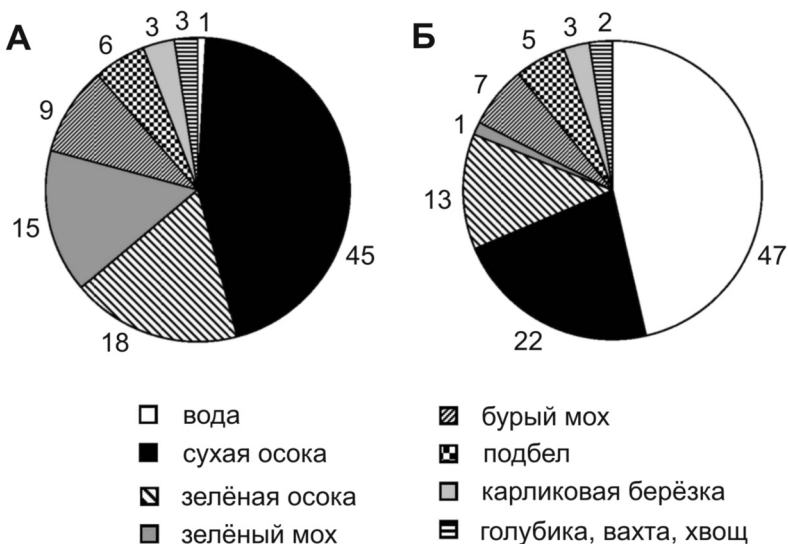 А
1
45
18
15
9
6
3
3
Б
47
22
13
1
7
5
3
2
вода
сухая осока
зелёная осока
зелёный мох
бурый мох
подбел
карликовая берёзка
голубика, вахта, хвощ